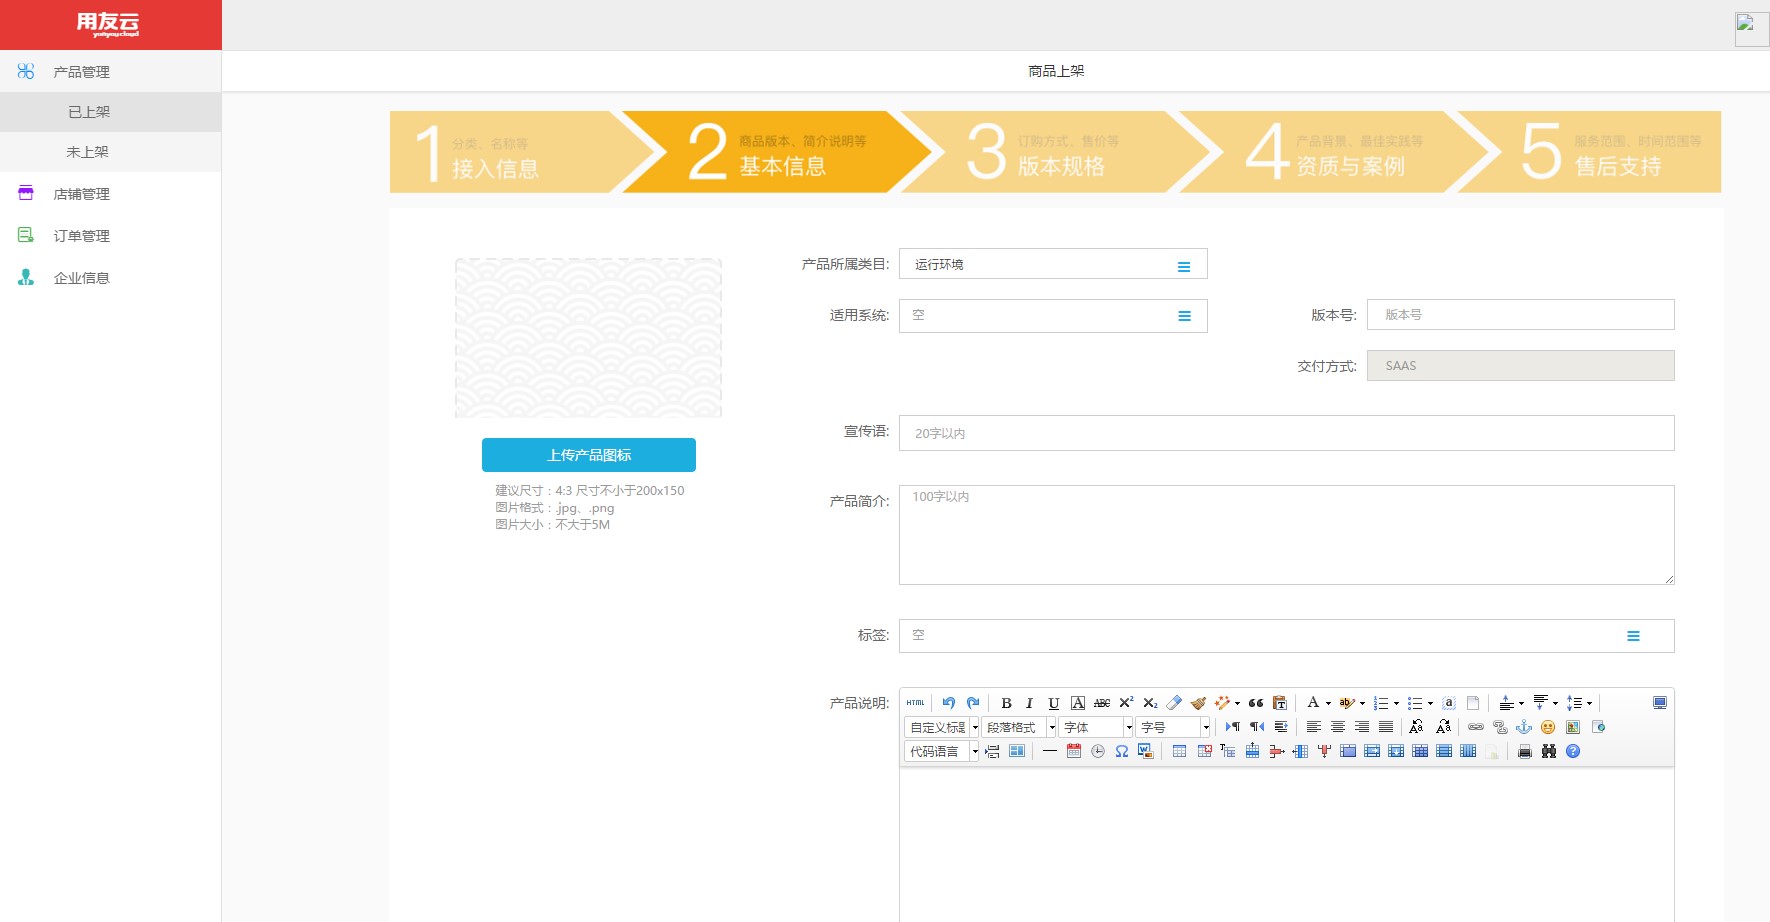 用友云
yonyou cloud
商品上架
产品管理
已上架
未上架
店铺管理
订单管理
企业信息
1 分类、名称等
接入信息
2 商品版本、简介说明等
基本信息
3 订购方式、售价等
版本规格
4 产品背景、最佳实践等
资质与案例
5 服务范围、时间范围等
售后支持
上传产品图标
建议尺寸：4:3 尺寸不小于200x150
图片格式：.jpg、.png
图片大小：不大于5M
产品所属类目: 运行环境
适用系统: 空
版本号: 版本号
交付方式: SAAS
宣传语: 20字以内
产品简介: 100字以内
标签: 空
产品说明:
HTML B I U A ABC X² X₂ A ab a
自定义标题 段落格式 字体 字号
代码语言